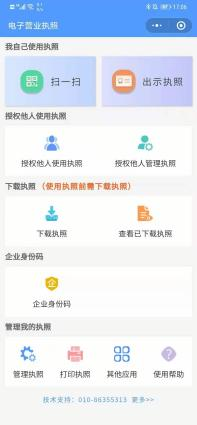 17:06
电子营业执照
我自己使用执照
扫一扫
出示执照
授权他人使用执照
授权他人使用执照
授权他人管理执照
下载执照 (使用执照前需下载执照)
下载执照
查看已下载执照
企业身份码
企业身份码
管理我的执照
管理执照
打印执照
其他应用
使用帮助
技术支持：010-86355313 更多>>